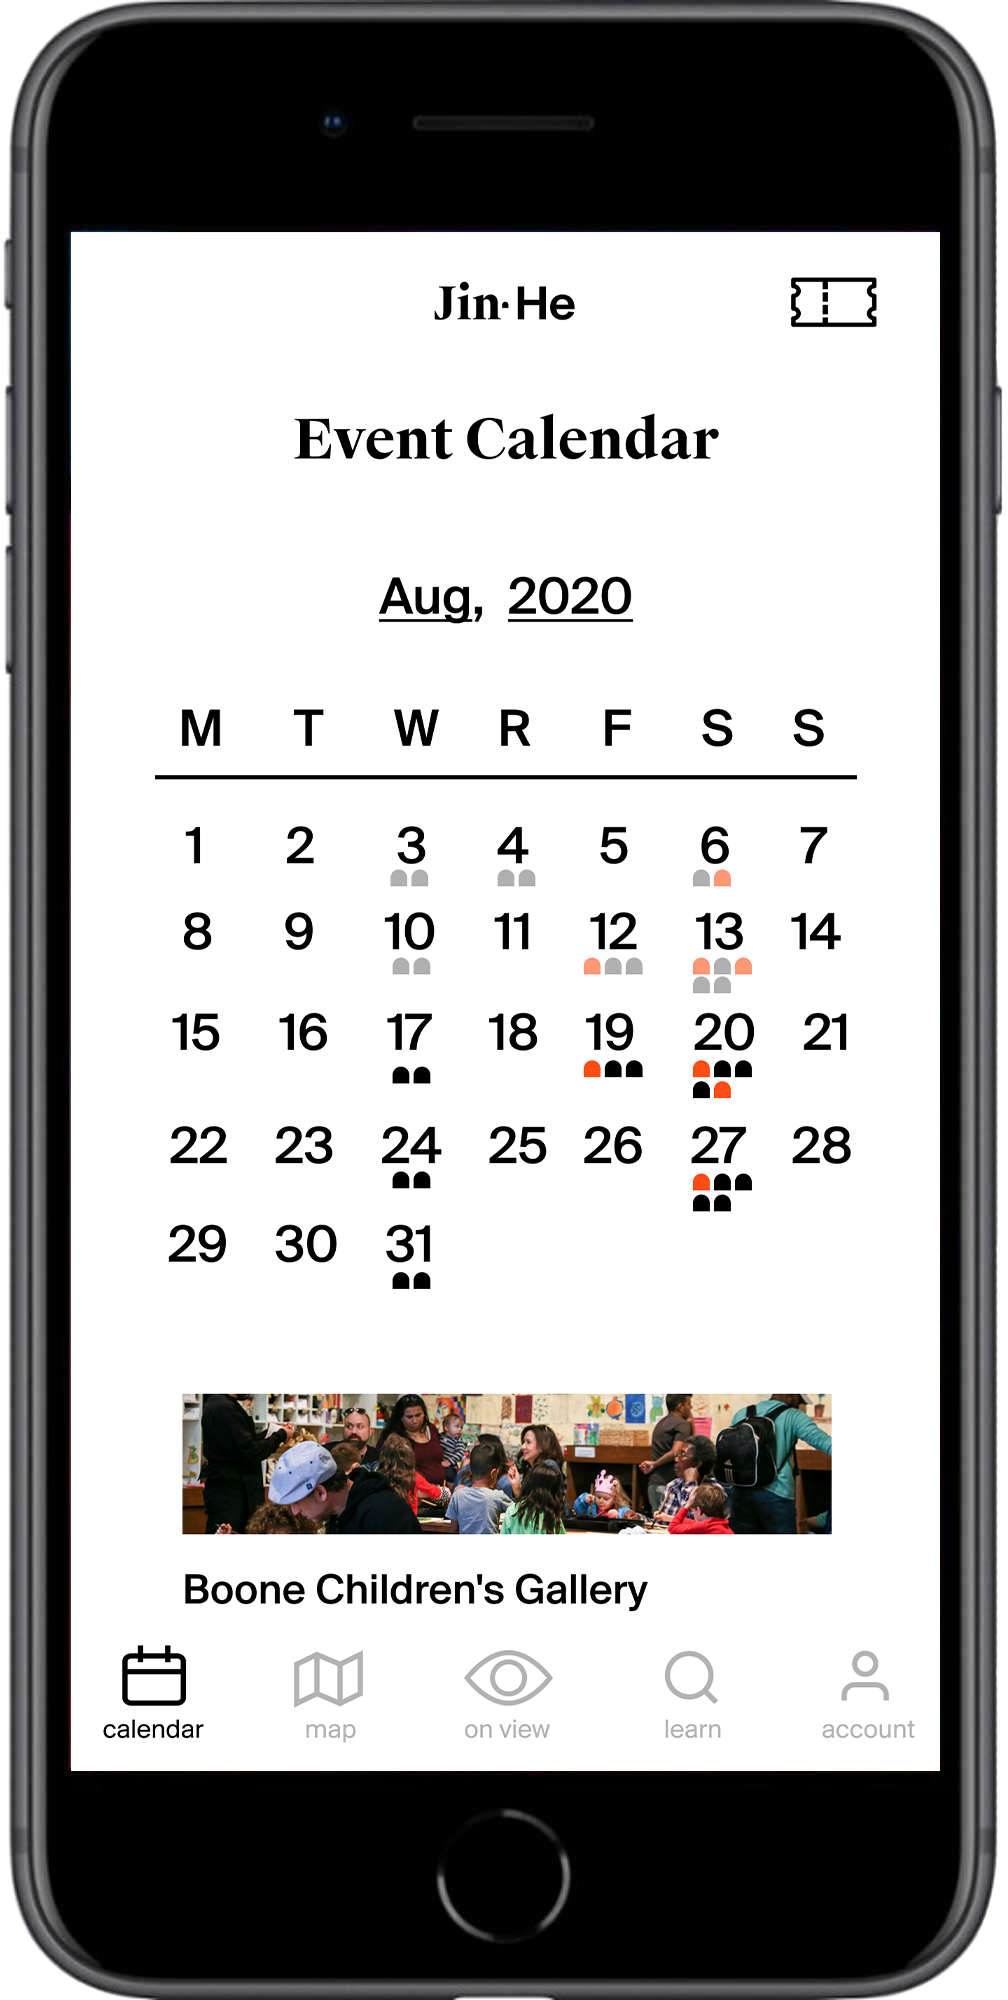 Jin·He
Event Calendar
Aug, 2020
M T W R F S S
1 2 3 4 5 6 7
8 9 10 11 12 13 14
15 16 17 18 19 20 21
22 23 24 25 26 27 28
29 30 31
Boone Children's Gallery
calendar map on view learn account